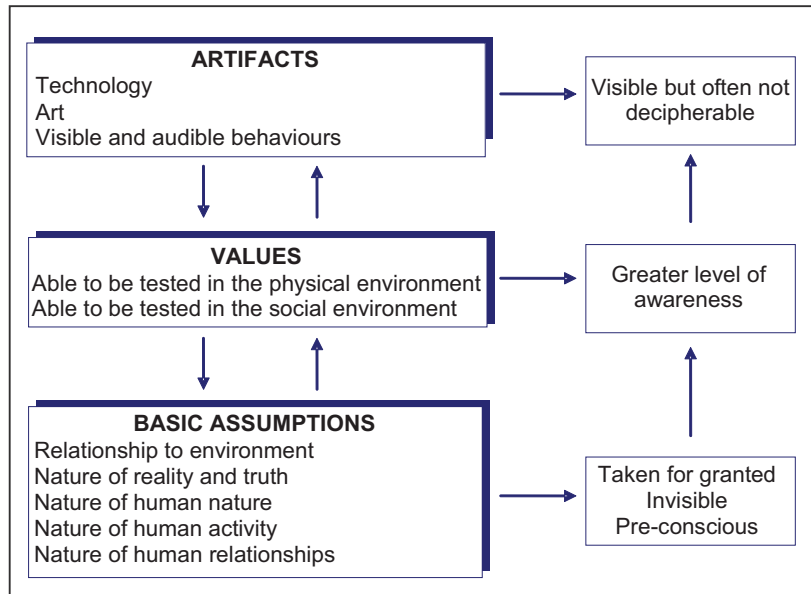 ARTIFACTS
Technology
Art
Visible and audible behaviours
Visible but often not
decipherable
VALUES
Able to be tested in the physical environment
Able to be tested in the social environment
Greater level of
awareness
BASIC ASSUMPTIONS
Relationship to environment
Nature of reality and truth
Nature of human nature
Nature of human activity
Nature of human relationships
Taken for granted
Invisible
Pre-conscious